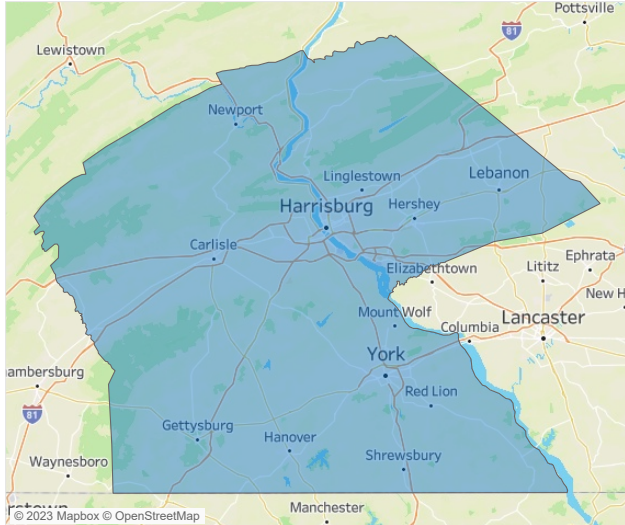 Pottsville
81
Lewistown
Newport
Linglestown
Lebanon
Harrisburg
Hershey
Carlisle
Ephrata
Elizabethtown
Lititz
New H
Mount Wolf
Lancaster
Columbia
York
ambersburg
Red Lion
81
Gettysburg
Hanover
Shrewsbury
Waynesboro
rstown
Manchester
© 2023 Mapbox © OpenStreetMap